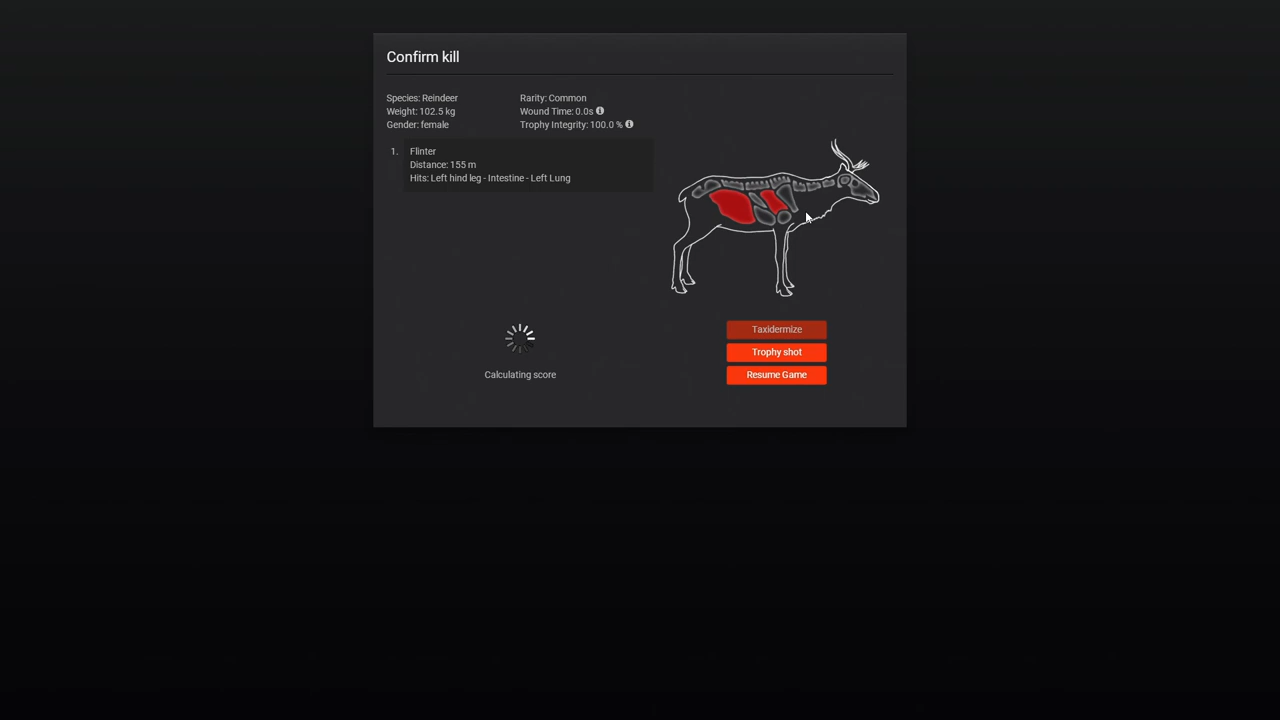 Confirm kill
Species: Reindeer
Weight: 102.5 kg
Gender: female
Rarity: Common
Wound Time: 0.0s
Trophy Integrity: 100.0 %
1.
Flinter
Distance: 155 m
Hits: Left hind leg - Intestine - Left Lung
Calculating score
Taxidermize
Trophy shot
Resume Game